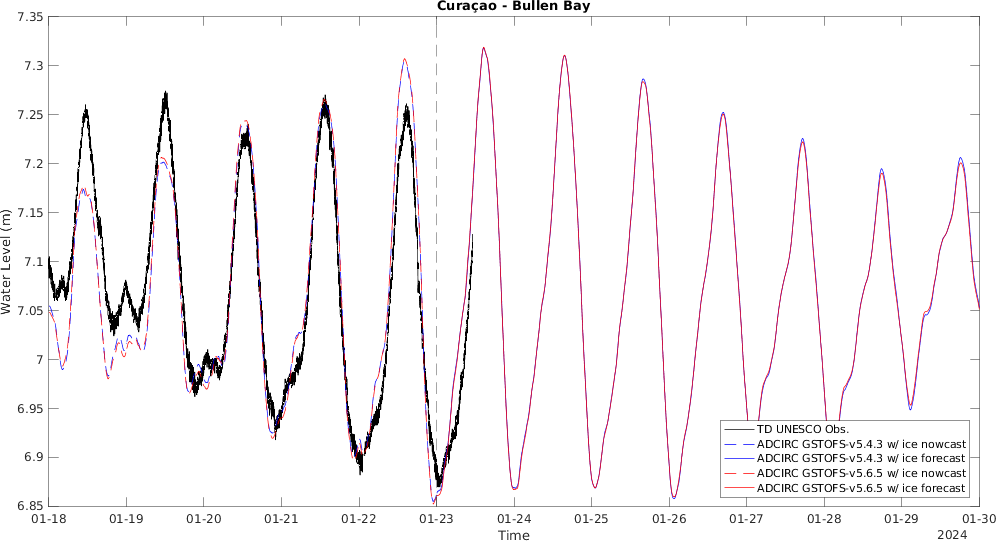 Curaçao - Bullen Bay
7.35
7.3
7.25
7.2
7.15
7.1
7.05
7
6.95
6.9
6.85
Water Level (m)
TD UNESCO Obs.
ADCIRC GSTOFS-v5.4.3 w/ ice nowcast
ADCIRC GSTOFS-v5.4.3 w/ ice forecast
ADCIRC GSTOFS-v5.6.5 w/ ice nowcast
ADCIRC GSTOFS-v5.6.5 w/ ice forecast
01-18 01-19 01-20 01-21 01-22 01-23 01-24 01-25 01-26 01-27 01-28 01-29 01-30
Time
2024